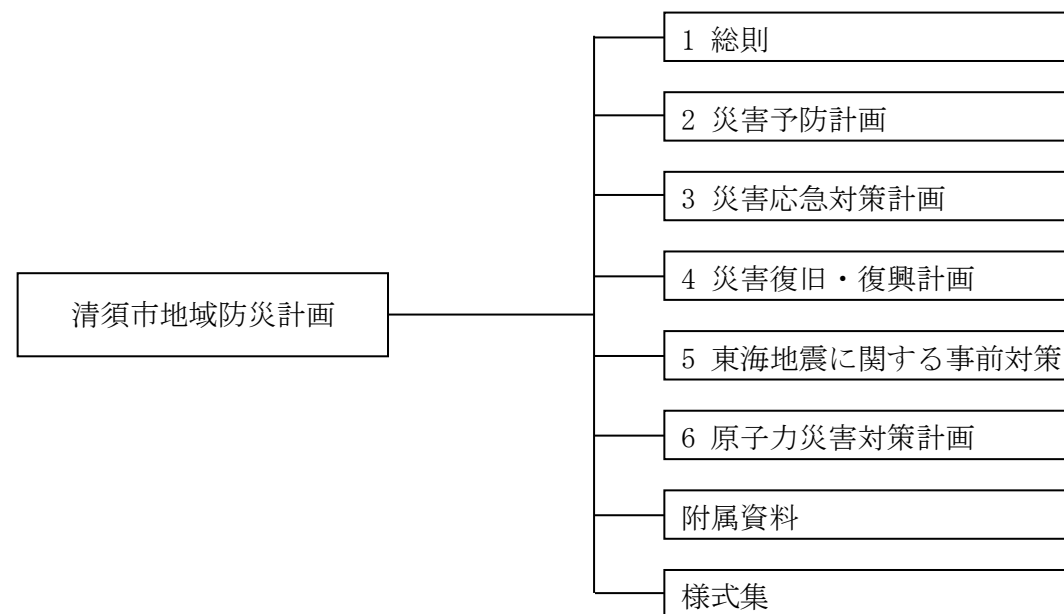 1 総則
2 災害予防計画
3 災害応急対策計画
4 災害復旧・復興計画
清須市地域防災計画
5 東海地震に関する事前対策
6 原子力災害対策計画
附属資料
様式集